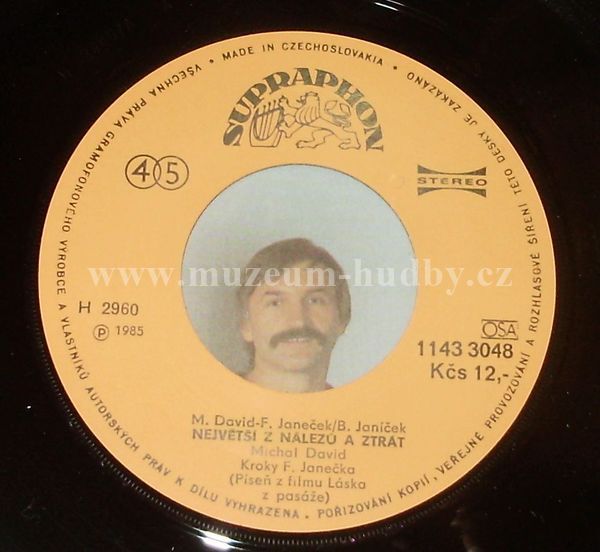 VŠECHNA PRÁVA GRAMOFONOVÉHO VÝROBCE A VLASTNÍKŮ AUTORSKÝCH PRÁV K DÍLU VYHRAZENA. POŘIZOVÁNÍ KOPIÍ, VEŘEJNÉ PROVOZOVÁNÍ A ROZHLASOVÉ ŠÍŘENÍ TÉTO DESKY JE ZAKÁZÁNO • MADE IN CZECHOSLOVAKIA •
SUPRAPHON
45
STEREO
www.muzeum-hudby.cz
H 2960
℗ 1985
OSA
1143 3048
Kčs 12,-
M. David-F. Janeček/B. Janíček
NEJVĚTŠÍ Z NÁLEZŮ A ZTRÁT
Michal David
Kroky F. Janečka
(Píseň z filmu Láska
z pasáže)